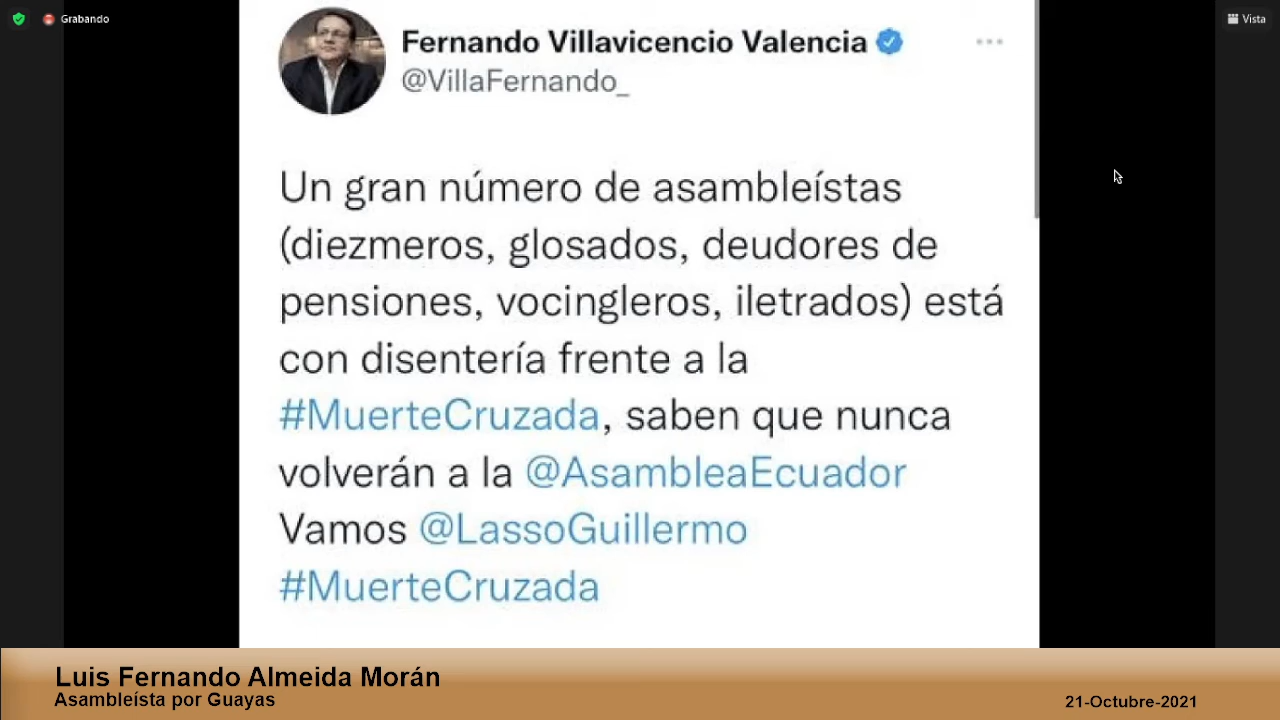 Grabando
Vista
Fernando Villavicencio Valencia
@VillaFernando_
Un gran número de asambleístas
(diezmeros, glosados, deudores de
pensiones, vocingleros, iletrados) está
con disentería frente a la
#MuerteCruzada, saben que nunca
volverán a la @AsambleaEcuador
Vamos @LassoGuillermo
#MuerteCruzada
Luis Fernando Almeida Morán
Asambleísta por Guayas
21-Octubre-2021